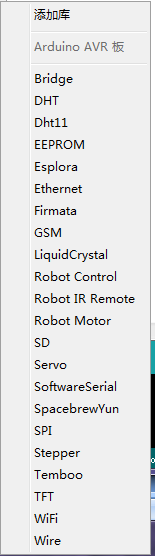 添加库
Arduino AVR 板
Bridge
DHT
Dht11
EEPROM
Esplora
Ethernet
Firmata
GSM
LiquidCrystal
Robot Control
Robot IR Remote
Robot Motor
SD
Servo
SoftwareSerial
SpacebrewYun
SPI
Stepper
Temboo
TFT
WiFi
Wire